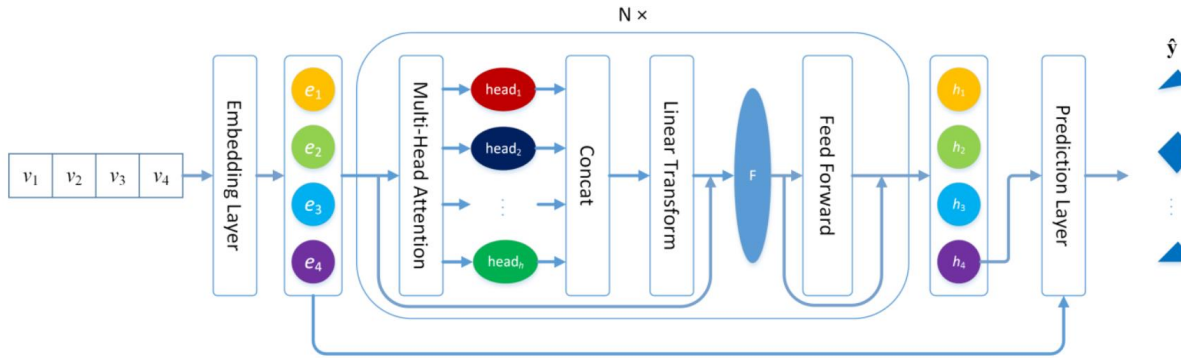 N ×
ŷ
v1 v2 v3 v4
Embedding Layer
e1
e2
e3
e4
Multi-Head Attention
head1
head2
⋮
headh
Concat
Linear Transform
F
Feed Forward
h1
h2
h3
h4
Prediction Layer
⋮